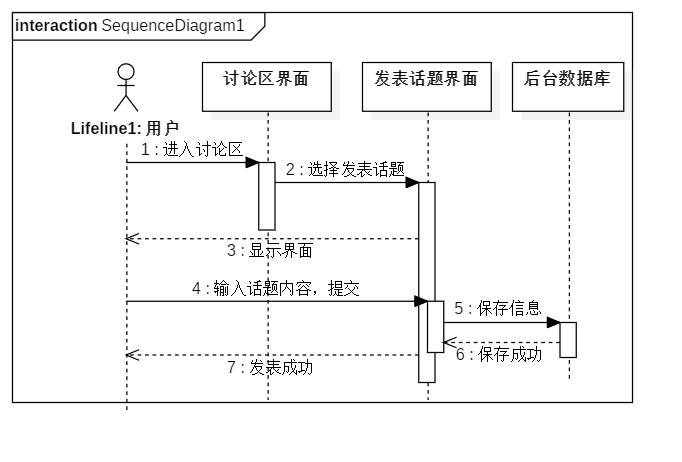 interaction SequenceDiagram1
讨论区界面
发表话题界面
后台数据库
Lifeline1: 用户
1 : 进入讨论区
2 : 选择发表话题
3 : 显示界面
4 : 输入话题内容，提交
5 : 保存信息
6 : 保存成功
7 : 发表成功